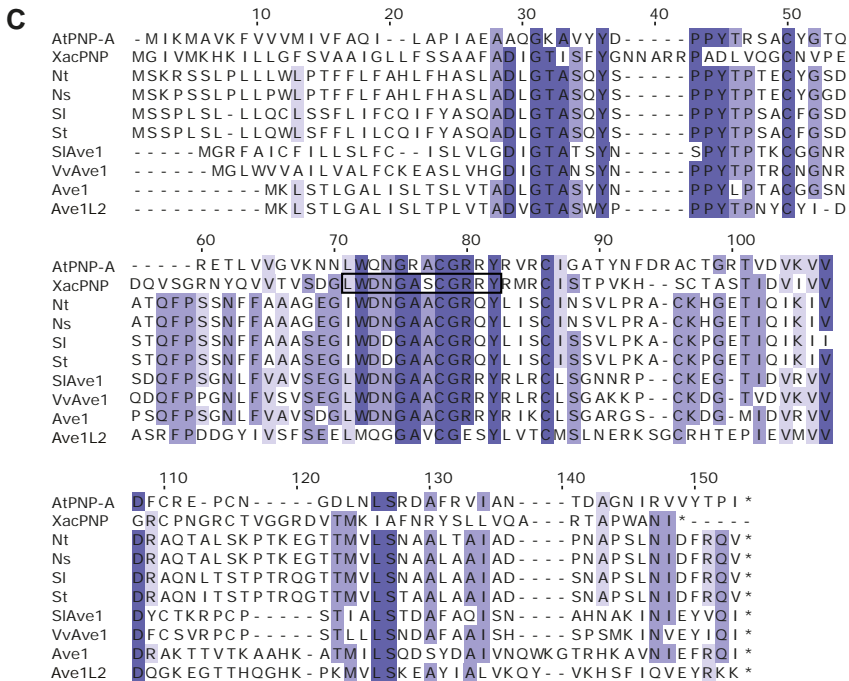 C
10 20 30 40 50
AtPNP-A -MIKMAVKFVVVMIVFAQI--LAPIAEAAQGKAVYYD-----PPYTRSACYGTQ
XacPNP MGIVMKHKILLGFSVAAIGLLFSSAAFADIGTISFYGNNARRPADLVQGCNVPE
Nt MSKRSSLPLLLWLPTFFLFAHLFHASLADLGTASQYS-----PPYTPTECYGGD
Ns MSKPSSLPLLPWLPTFFLFAHLFHASLADLGTASQYS-----PPYTPTECYGSD
Sl MSSPLSL-LLQCLSSFLIFCQIFYASQADLGTASQYS-----PPYTPSACFGSD
St MSSPLSL-LLQWLSFFLIFCQIFYASQADLGTASQYS-----PPYTPSACFGSD
SlAve1 -----MGRFAICFILLSLFC--ISLVLGDIGTATSYN-----SPYTPTKCGGNR
VvAve1 ------MGLWVVAILVALFCKEASLVHGDIGTANSYN-----PPYTPTRCNGNR
Ave1 ----------MKLSTLGALISLTSLVTADLGTASYYN-----PPYLPTACGGSN
Ave1L2 ----------MKLSTLGALISLTPLVTADVGTASWYP-----PPYTPNYCYI-D
60 70 80 90 100
AtPNP-A -----RETLVVGVKNNLWQNGRACGRRYRVRCIGATYNFDRACTGRTVDVKVV
XacPNP DQVSGRNYQVVTVSDGLWDNGASCGRRYRMRCISTPVKH--SCTASTIDVIVV
Nt ATQFPSSNFFAAAGEGIWDNGAACGRQYLISCINSVLPRA-CKHGETIQIKIV
Ns ATQFPSSNFFAAAGEGIWDNGAACGRQYLISCINSVLPRA-CKHGETIQIKIV
Sl STQFPSSNFFAAASEGIWDDGAACGRQYLISCISSVLPKA-CKPGETIQIKII
St STQFPSSNFFAAASEGIWDDGAACGRQYLISCISSVLPKA-CKPGETIQIKIV
SlAve1 SDQFPSGNLFVAVSEGLWDNGAACGRRYRLRCLSGNNRP--CKEG-TIDVRVV
VvAve1 QDQFPPGNLFVSVSEGLWDNGAACGRRYRLRCLSGAKKP--CKDG-TVDVKVV
Ave1 PSQFPSGNLFVAVSDGLWDNGAACGRRYRIKCLSGARGS--CKDG-MIDVRVV
Ave1L2 ASRFPDDGYIVSFSEELMQGGAVCGESYLVTCMSLNERKSGCRHTEPIEVMVV
110 120 130 140 150
AtPNP-A DFCRE-PCN-----GDLNLSRDAFRVIAN----TDAGNIRVVYTPI*
XacPNP GRCPNGRCTVGGRDVTMKIAFNRYSLLVQA---RTAPWANI*-----
Nt DRAQTALSKPTKEGTTMVLSNAALTAIAD----PNAPSLNIDFRQV*
Ns DRAQTALSKPTKEGTTMVLSNAALAAIAD----PNAPSLNIDFRQV*
Sl DRAQNLTSTPTRQGTTMVLSNAALAAIAD----SNAPSLNIDFRQV*
St DRAQNITSTPTRQGTTMVLSTAALAAIAD----SNAPSLNIDFRQV*
SlAve1 DYCTKRPCP-----STIALSTDAFAQISN----AHNAKINIEYVQI*
VvAve1 DFCSVRPCP-----STLLLSNDAFAAISH----SPSMKINVEYIQI*
Ave1 DRAKTTVTKAAHK-ATMILSQDSYDAIVNQWKGTRHKAVNIEFRQI*
Ave1L2 DQGKEGTTHQGHK-PKMVLSKEAYIALVKQY--VKHSFIQVEYRKK*